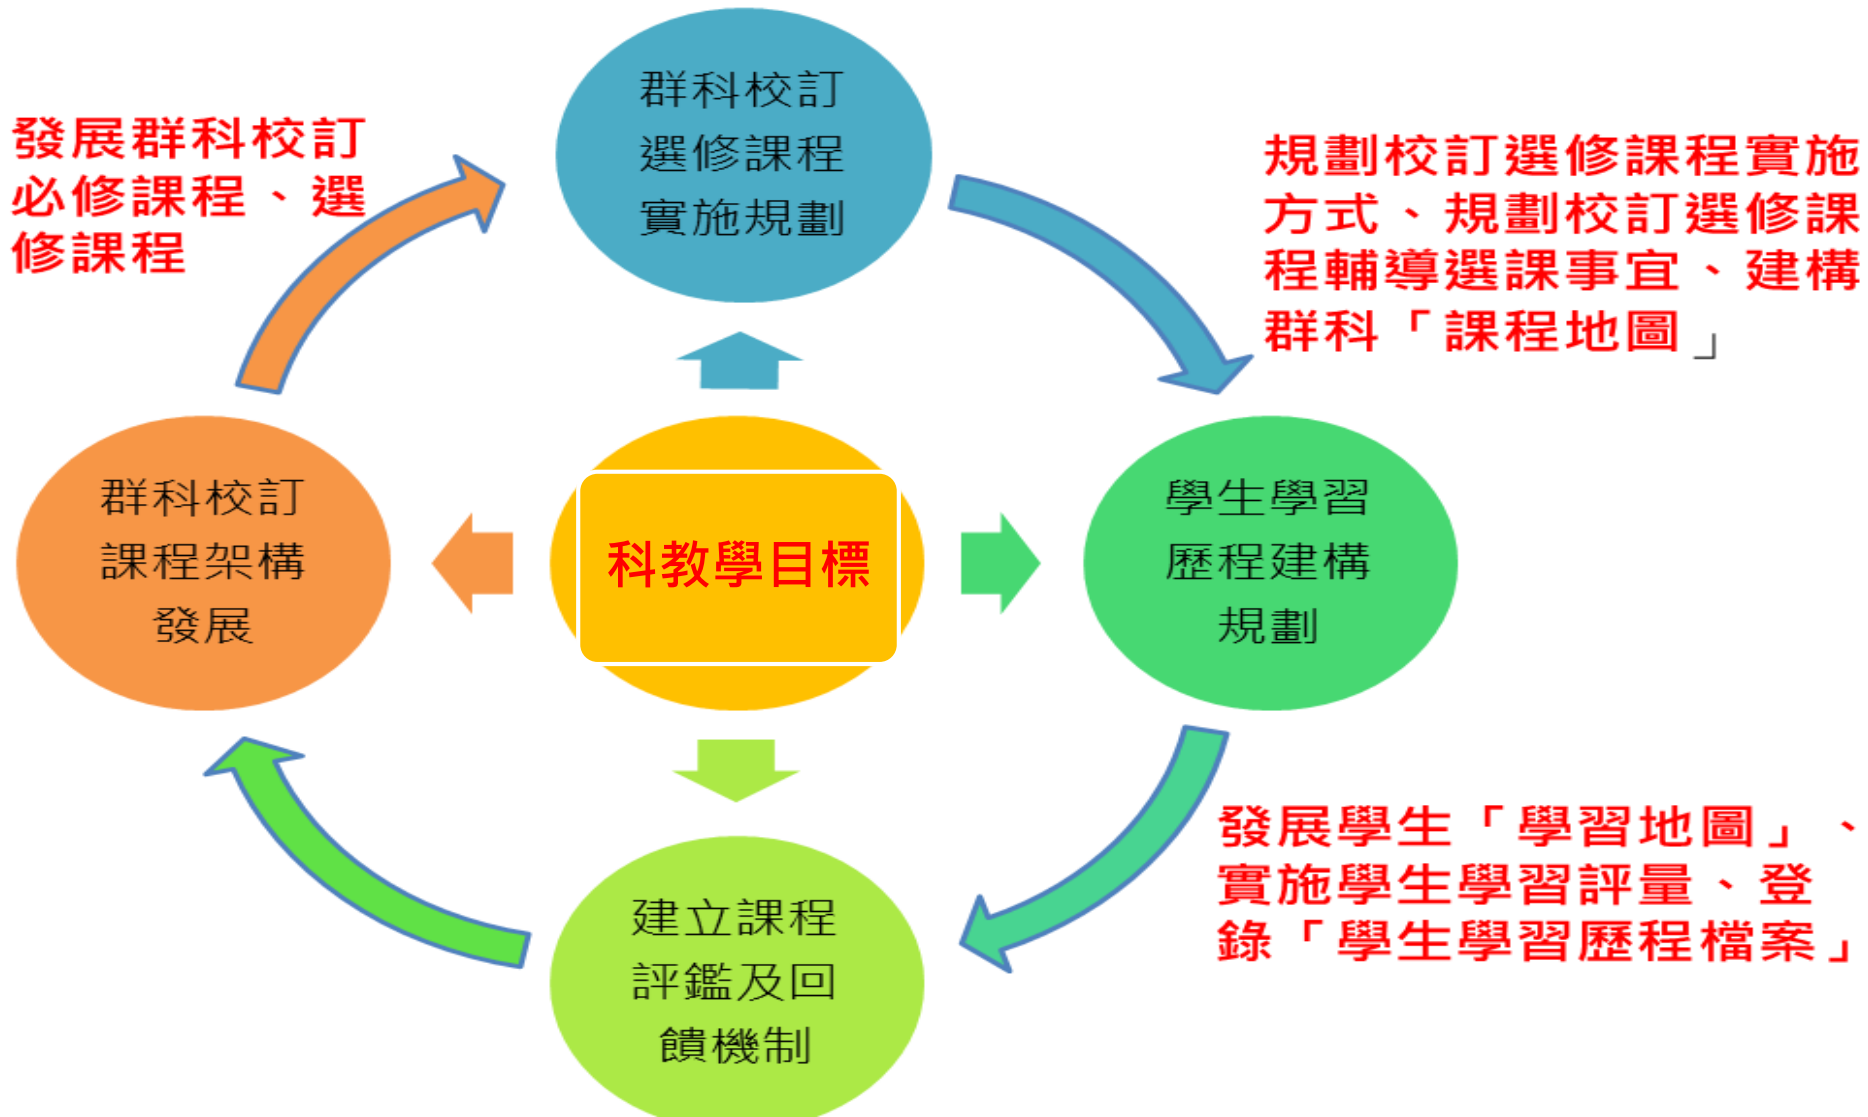 群科校訂
選修課程
實施規劃
發展群科校訂
必修課程、選
修課程
規劃校訂選修課程實施
方式、規劃校訂選修課
程輔導選課事宜、建構
群科「課程地圖」
群科校訂
課程架構
發展
科教學目標
學生學習
歷程建構
規劃
發展學生「學習地圖」、
實施學生學習評量、登
錄「學生學習歷程檔案」
建立課程
評鑑及回
饋機制